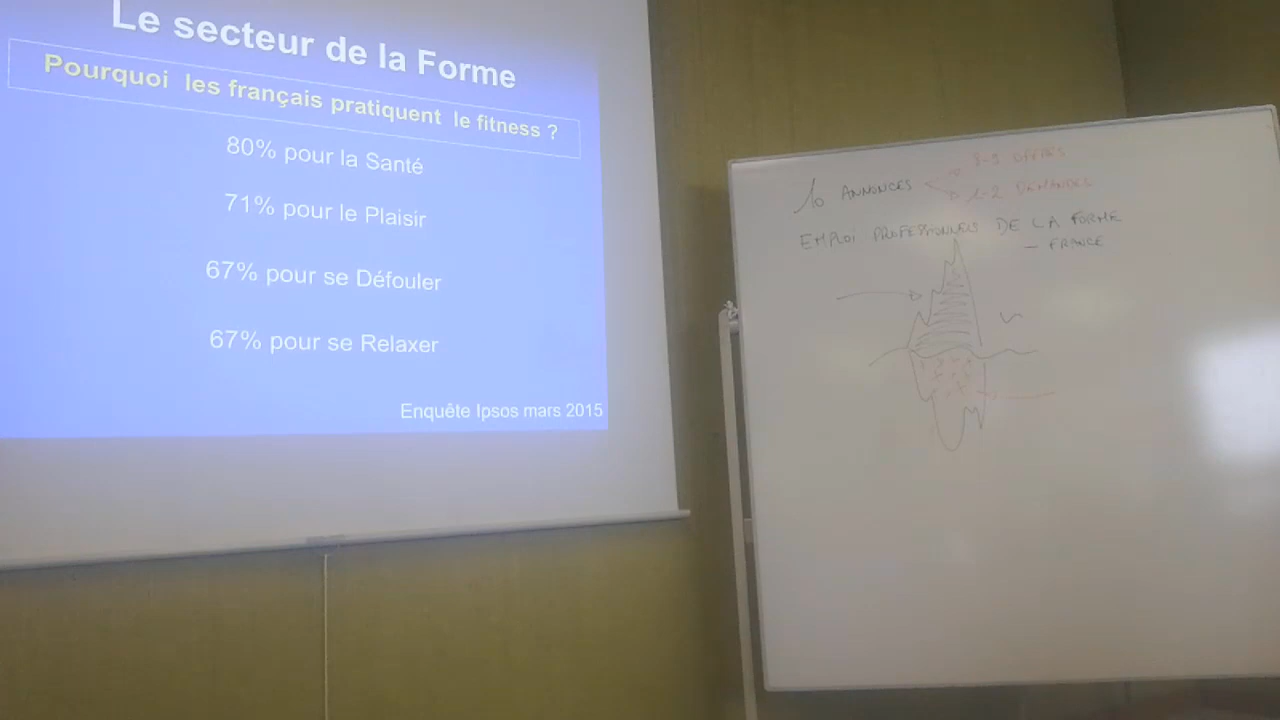 Le secteur de la Forme
Pourquoi les français pratiquent le fitness ?
80% pour la Santé
71% pour le Plaisir
67% pour se Défouler
67% pour se Relaxer
Enquête Ipsos mars 2015
10 ANNONCES
8-9 OFFRES
1-2 DEMANDES
EMPLOI PROFESSIONNELS DE LA FORME
- FRANCE